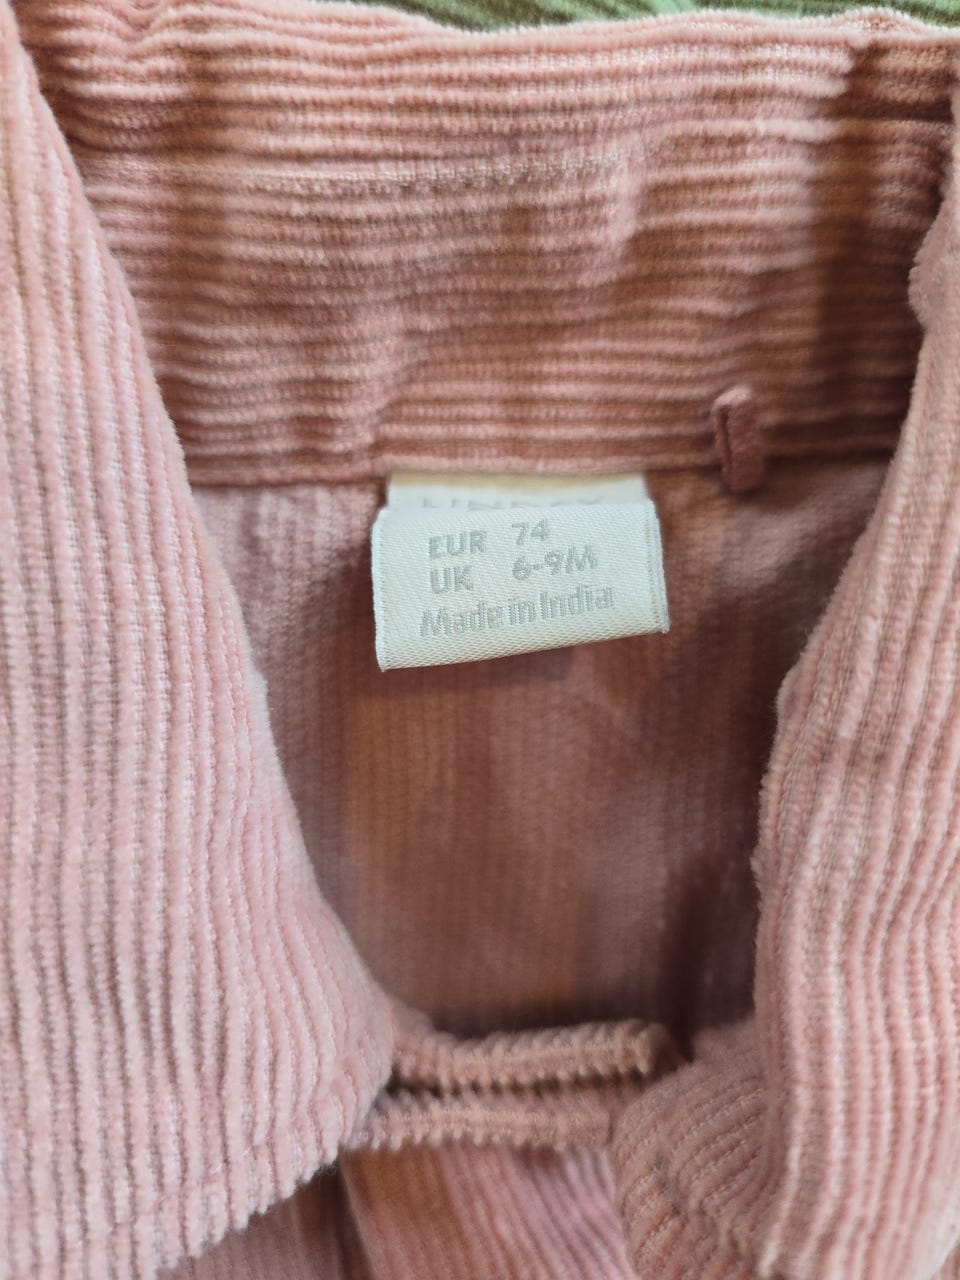 EUR 74
UK 6-9M
Made in India